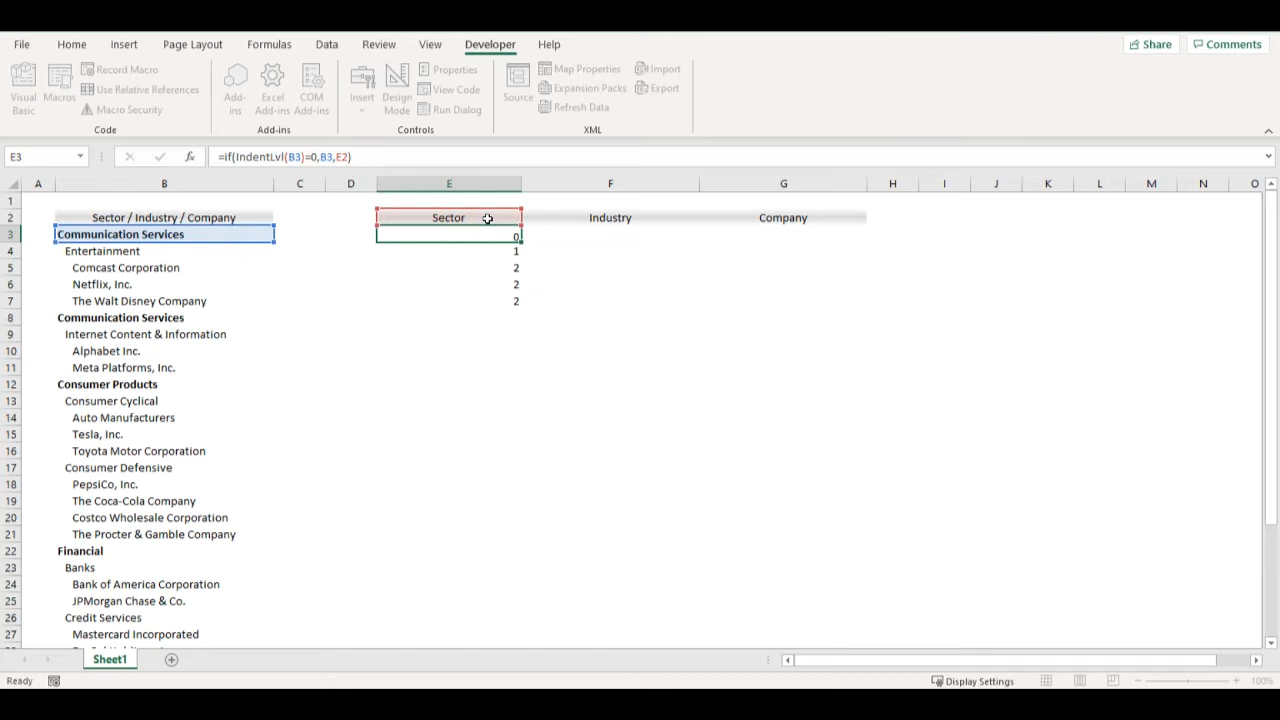 File Home Insert Page Layout Formulas Data Review View Developer Help Share Comments
Visual Basic Macros Record Macro Use Relative References Macro Security Code
Add-ins Excel Add-ins COM Add-ins Add-ins
Insert Design Mode Properties View Code Run Dialog Controls
Source Map Properties Expansion Packs Refresh Data Import Export XML
E3 fx =if(IndentLvl(B3)=0,B3,E2)
A B C D E F G H I J K L M N O
1
2 Sector / Industry / Company Sector Industry Company
3 Communication Services 0
4 Entertainment 1
5 Comcast Corporation 2
6 Netflix, Inc. 2
7 The Walt Disney Company 2
8 Communication Services
9 Internet Content & Information
10 Alphabet Inc.
11 Meta Platforms, Inc.
12 Consumer Products
13 Consumer Cyclical
14 Auto Manufacturers
15 Tesla, Inc.
16 Toyota Motor Corporation
17 Consumer Defensive
18 PepsiCo, Inc.
19 The Coca-Cola Company
20 Costco Wholesale Corporation
21 The Procter & Gamble Company
22 Financial
23 Banks
24 Bank of America Corporation
25 JPMorgan Chase & Co.
26 Credit Services
27 Mastercard Incorporated
Sheet1
Ready Display Settings 100%